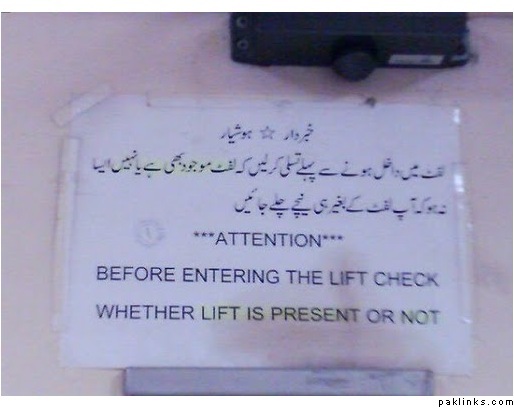 خبردار ☆ ہوشیار
لفٹ میں داخل ہونے سے پہلے تسلی کرلیں کہ لفٹ موجود بھی ہے یا نہیں ایسا
نہ ہو کہ آپ لفٹ کے بغیر ہی نیچے چلے جائیں
***ATTENTION***
BEFORE ENTERING THE LIFT CHECK
WHETHER LIFT IS PRESENT OR NOT
paklinks.com